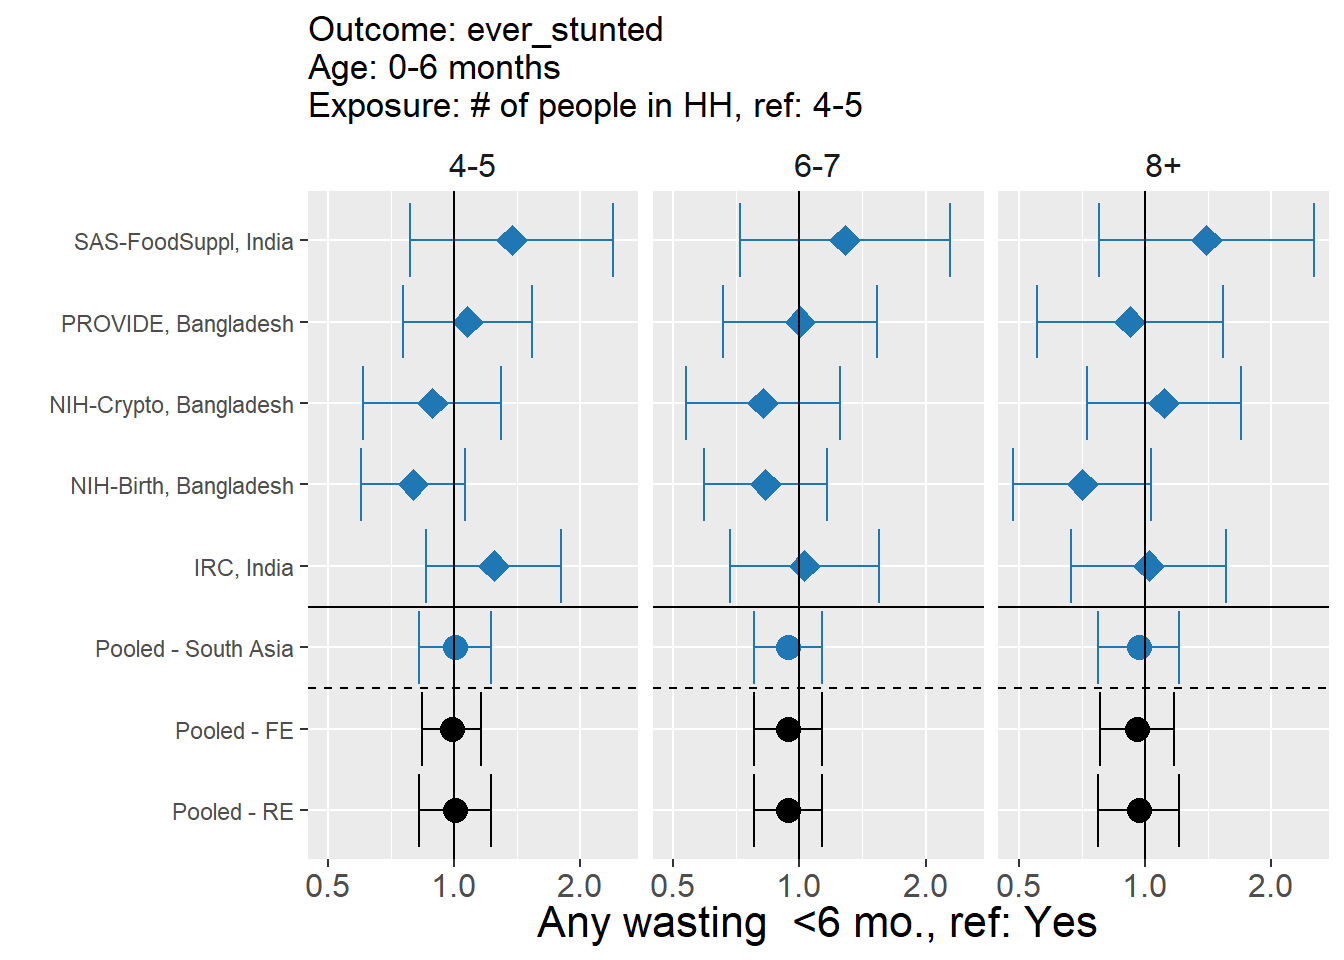 Outcome: ever_stunted
Age: 0-6 months
Exposure: # of people in HH, ref: 4-5
4-5 6-7 8+
SAS-FoodSuppl, India
PROVIDE, Bangladesh
NIH-Crypto, Bangladesh
NIH-Birth, Bangladesh
IRC, India
Pooled - South Asia
Pooled - FE
Pooled - RE
0.5 1.0 2.0 0.5 1.0 2.0 0.5 1.0 2.0
Any wasting  <6 mo., ref: Yes